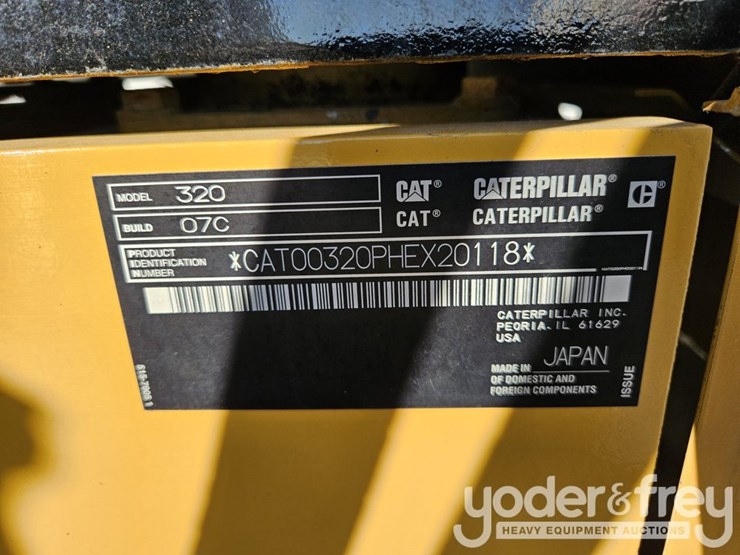 MODEL 320
BUILD 07C
CAT® CATERPILLAR® C
CAT® CATERPILLAR®
PRODUCT
IDENTIFICATION
NUMBER
*CAT00320PHEX20118*
CATERPILLAR INC.
PEORIA, IL 61629
USA
MADE IN JAPAN
OF DOMESTIC AND
FOREIGN COMPONENTS
ISSUE
yoder&frey
HEAVY EQUIPMENT AUCTIONS